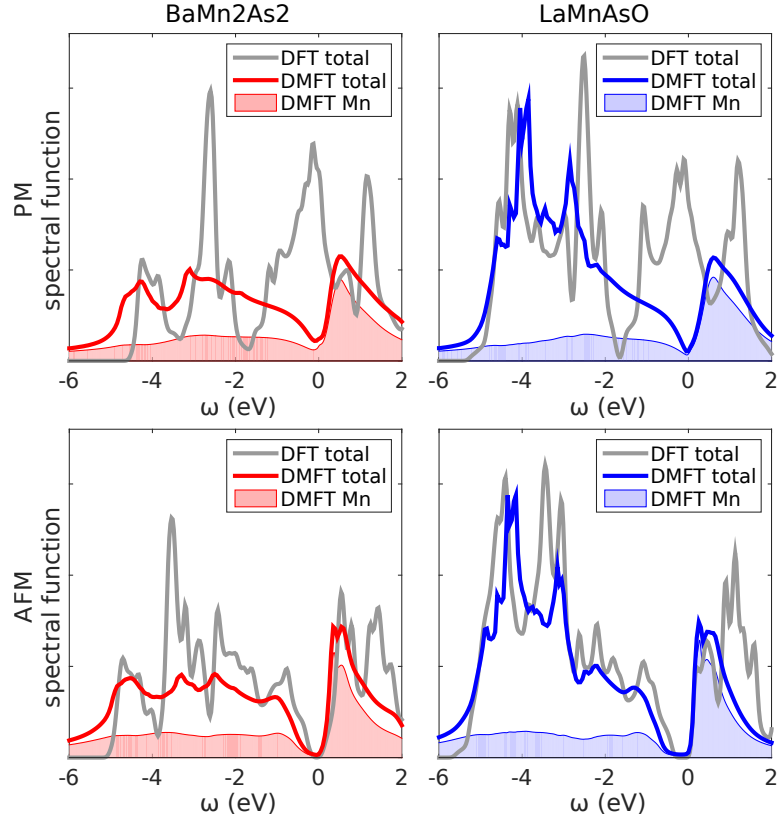 BaMn2As2
LaMnAsO
PM
spectral function
DFT total
DMFT total
DMFT Mn
-6
-4
-2
0
2
ω (eV)
DFT total
DMFT total
DMFT Mn
-6
-4
-2
0
2
ω (eV)
AFM
spectral function
DFT total
DMFT total
DMFT Mn
-6
-4
-2
0
2
ω (eV)
DFT total
DMFT total
DMFT Mn
-6
-4
-2
0
2
ω (eV)